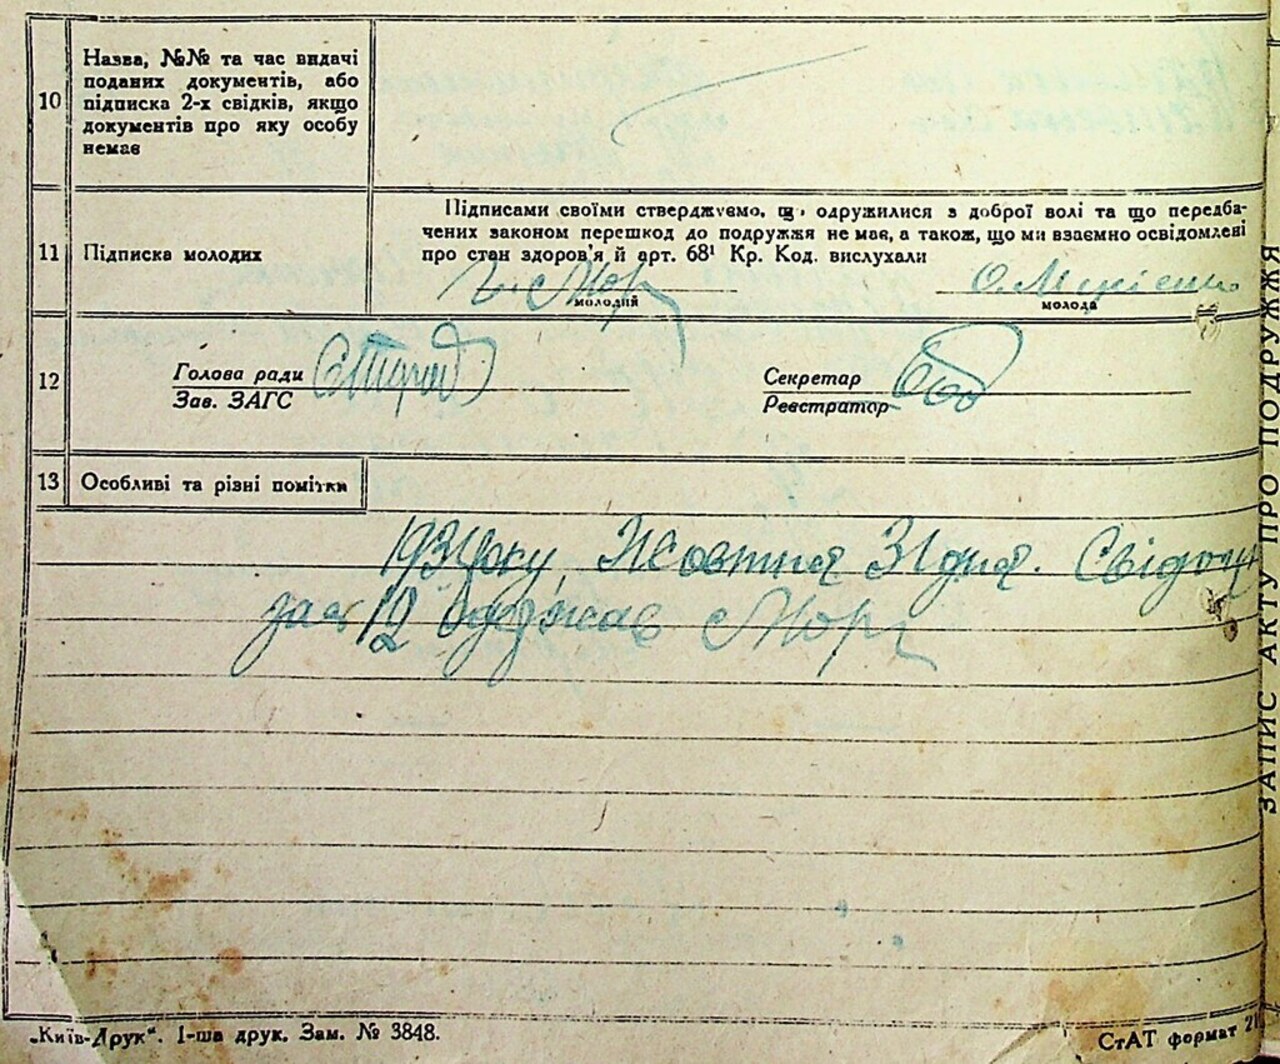 10
Назва, №№ та час видачі
поданих документів, або
підписка 2-х свідків, якщо
документів про яку особу
немає
11
Підписка молодих
Підписами своїми стверджуємо, що одружилися з доброї волі та що передба-
чених законом перешкод до подружжя не має, а також, що ми взаємно освідомлені
про стан здоров'я й арт. 68¹ Кр. Код. вислухали
молодий
молода
12
Голова ради
Зав. ЗАГС
Секретар
Реєстратор
13
Особливі та різні помітки
Жовтня 31 дня.
за № 12 Одержав
ЗАПИС АКТУ ПРО ПОДРУЖЖЯ
„Київ-Друк". 1-ша друк. Зам. № 3848.
СтАТ формат